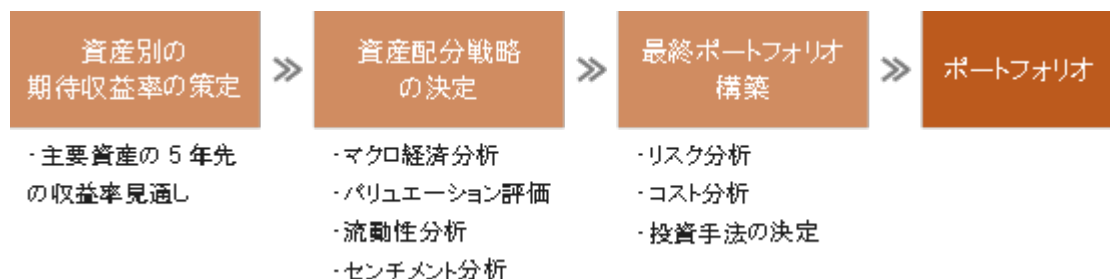 資産別の
期待収益率の策定
»
資産配分戦略
の決定
»
最終ポートフォリオ
構築
»
ポートフォリオ
・主要資産の 5 年先
の収益率見通し
・マクロ経済分析
・バリュエーション評価
・流動性分析
・センチメント分析
・リスク分析
・コスト分析
・投資手法の決定